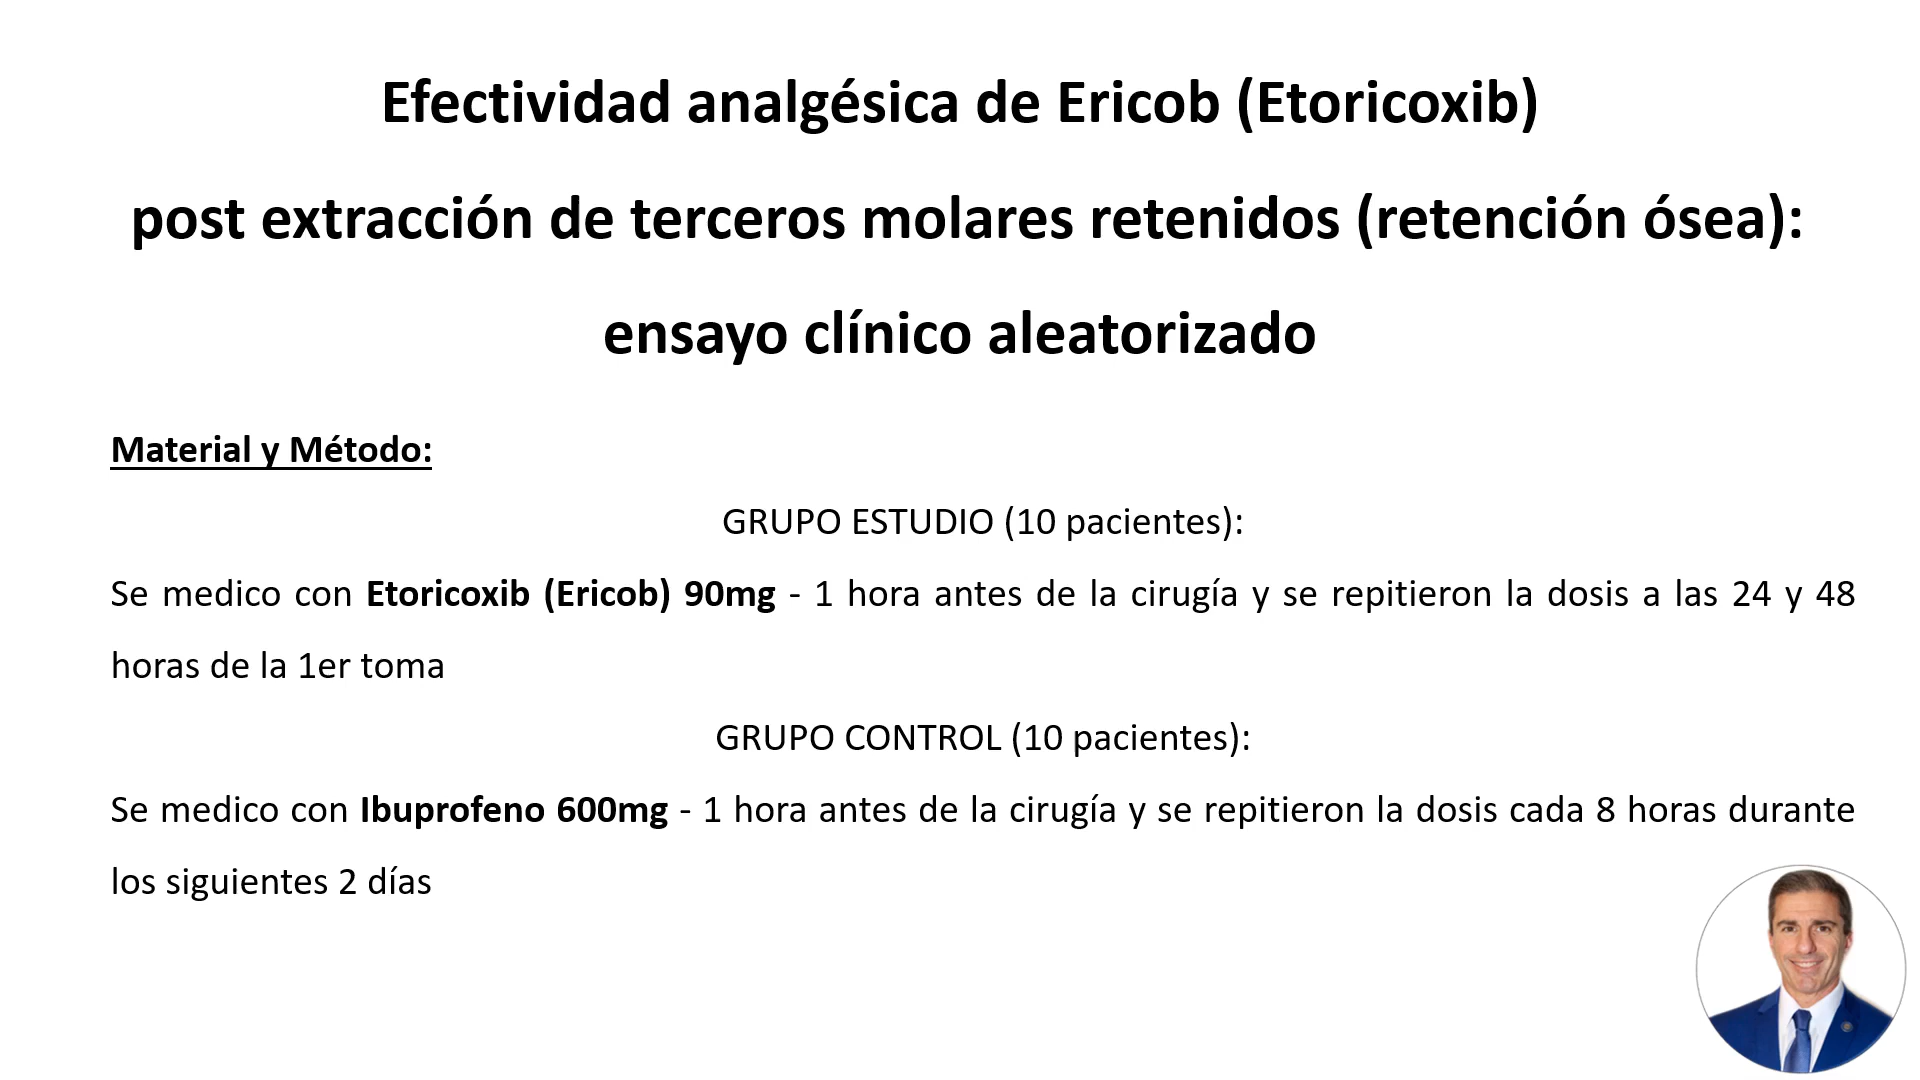 Efectividad analgésica de Ericob (Etoricoxib)
post extracción de terceros molares retenidos (retención ósea):
ensayo clínico aleatorizado
Material y Método:
GRUPO ESTUDIO (10 pacientes):
Se medico con Etoricoxib (Ericob) 90mg - 1 hora antes de la cirugía y se repitieron la dosis a las 24 y 48
horas de la 1er toma
GRUPO CONTROL (10 pacientes):
Se medico con Ibuprofeno 600mg - 1 hora antes de la cirugía y se repitieron la dosis cada 8 horas durante
los siguientes 2 días